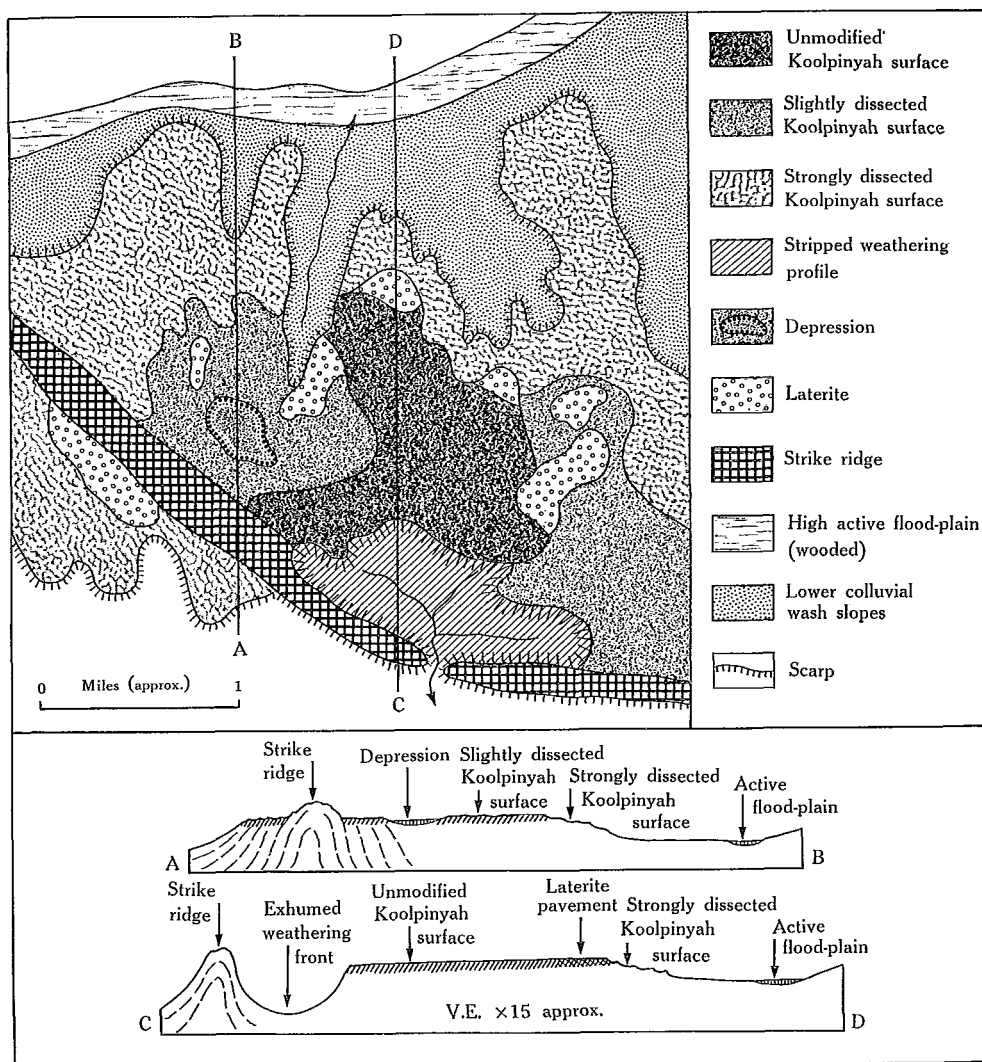 B
D
A
C
0 Miles (approx.) 1
Unmodified
Koolpinyah surface
Slightly dissected
Koolpinyah surface
Strongly dissected
Koolpinyah surface
Stripped weathering
profile
Depression
Laterite
Strike ridge
High active flood-plain
(wooded)
Lower colluvial
wash slopes
Scarp
Strike
ridge
Depression
Slightly dissected
Koolpinyah
surface
Strongly dissected
Koolpinyah
surface
Active
flood-plain
A
B
Strike
ridge
Exhumed
weathering
front
Unmodified
Koolpinyah
surface
Laterite
pavement
Strongly dissected
Koolpinyah
surface
Active
flood-plain
C
V.E. ×15 approx.
D